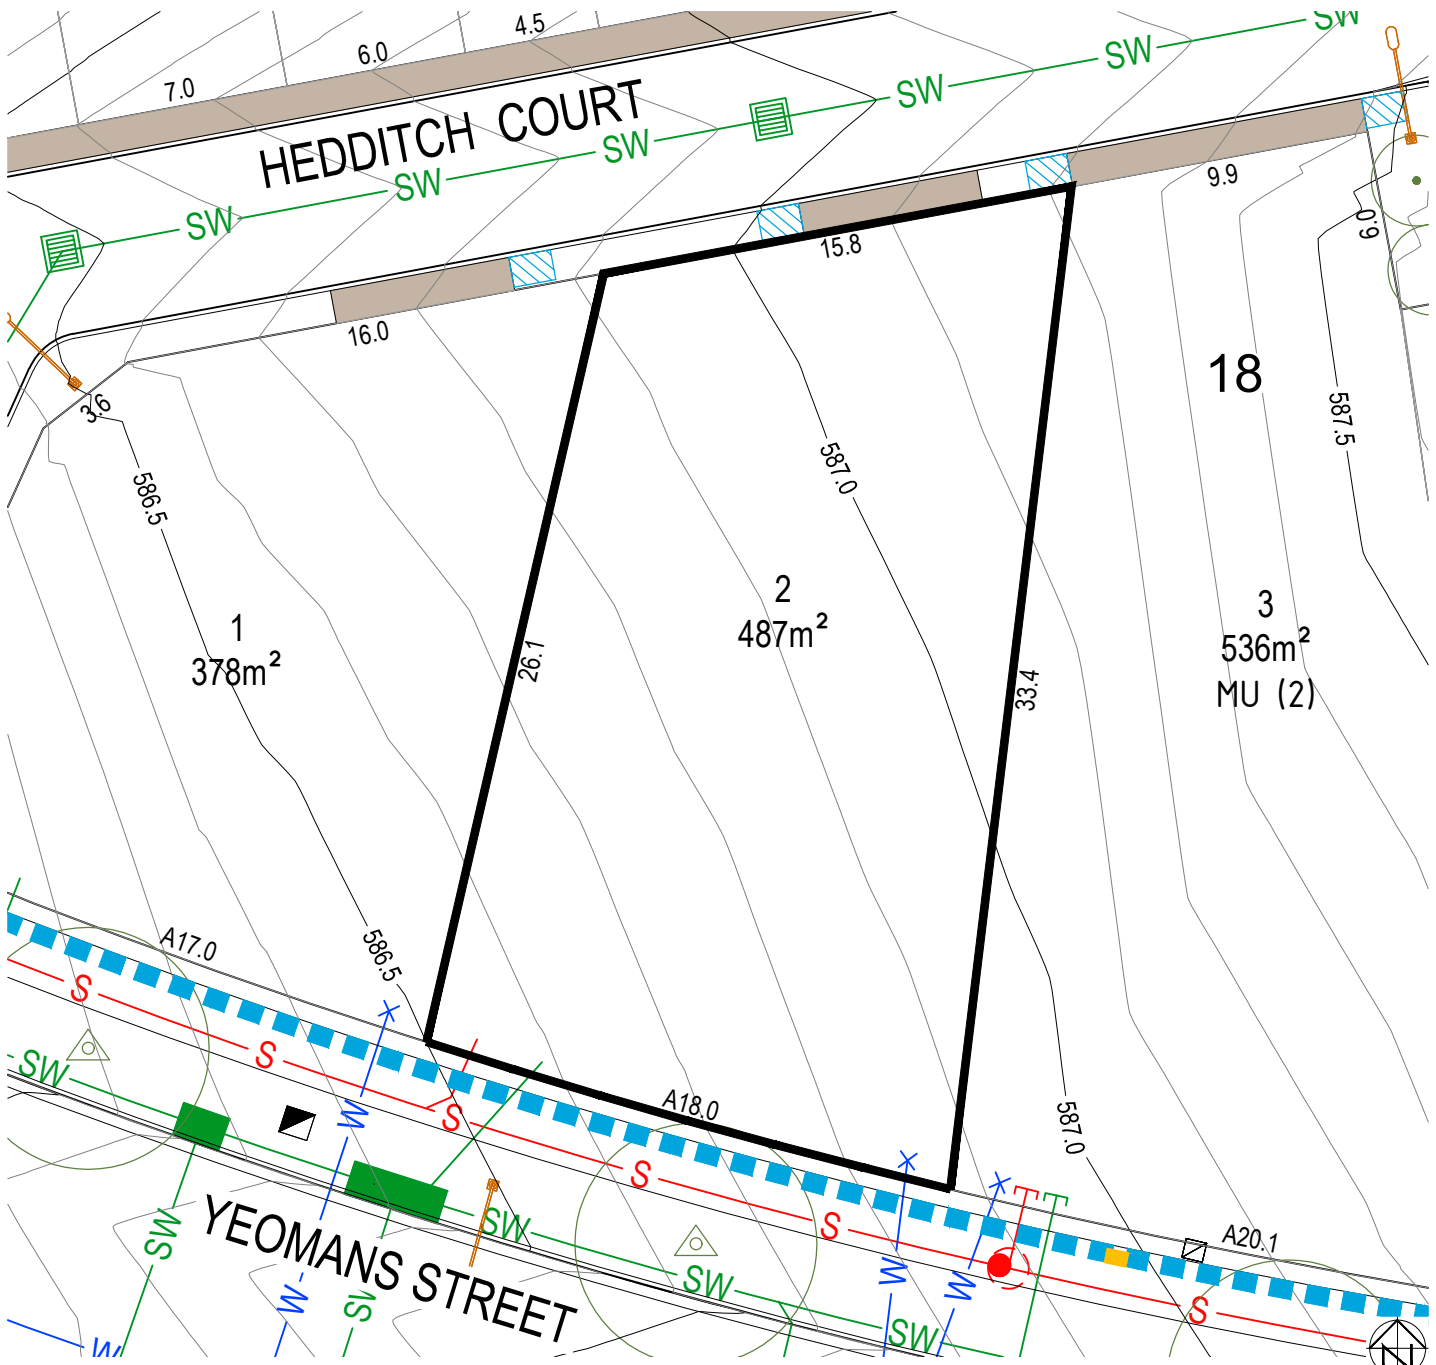 4.5
6.0
7.0
HEDDITCH COURT
SW
SW
SW
SW
SW
SW
9.9
6.0
15.8
16.0
3.6
18
587.5
587.0
586.5
1
378m²
2
487m²
3
536m²
MU (2)
26.1
33.4
A17.0
586.5
A18.0
587.0
A20.1
S
S
S
S
S
S
SW
SW
SW
SW
SW
SW
W
W
W
W
W
YEOMANS STREET
N